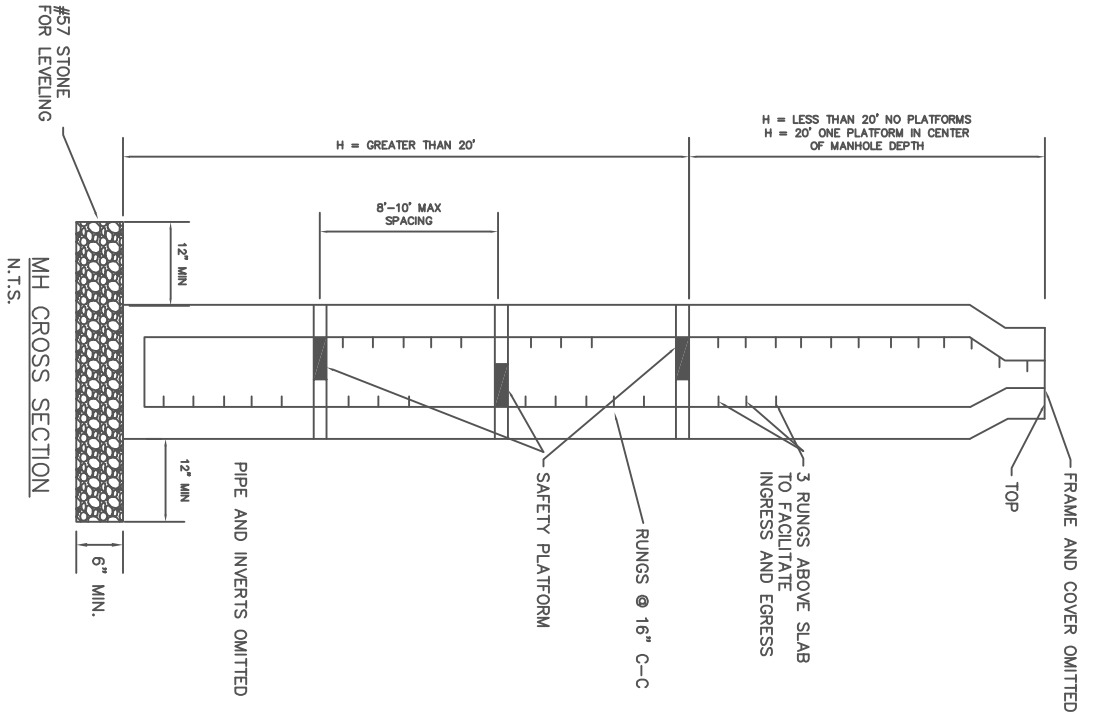 #57 STONE
FOR LEVELING
H = GREATER THAN 20'
H = LESS THAN 20' NO PLATFORMS
H = 20' ONE PLATFORM IN CENTER
OF MANHOLE DEPTH
8'-10' MAX
SPACING
12" MIN
12" MIN
6" MIN.
MH CROSS SECTION
N.T.S.
PIPE AND INVERTS OMITTED
SAFETY PLATFORM
RUNGS @ 16" C-C
3 RUNGS ABOVE SLAB
TO FACILITATE
INGRESS AND EGRESS
TOP
FRAME AND COVER OMITTED